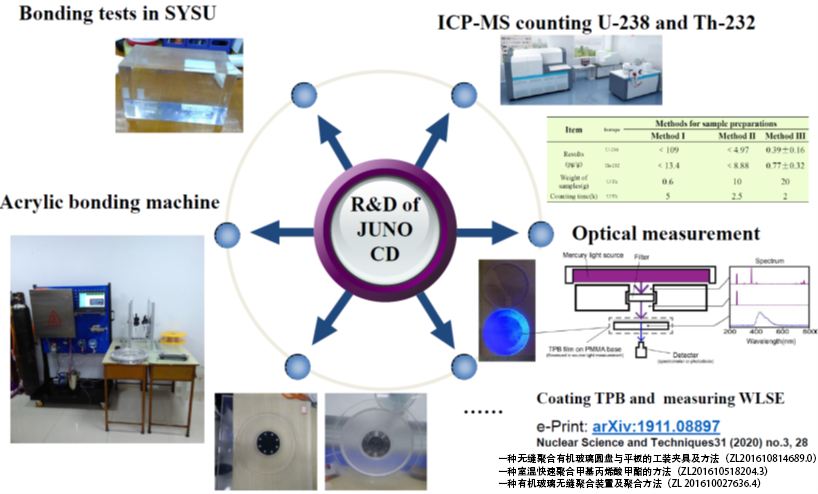 Bonding tests in SYSU
ICP-MS counting U-238 and Th-232
Item
Methods for sample preparations
Method I Method II Method III
Results
U-238 < 109 < 4.97 0.39±0.16
Th-232 < 13.4 < 8.88 0.77±0.32
Weight of
samples(g)
0.6 10 20
Counting time(h)
5 2.5 2
Acrylic bonding machine
R&D of
JUNO
CD
Optical measurement
Mercury light source
Filter
Spectrum
TPB film on PMMA base
Detecter
200 400 600 800
Wavelength(nm)
Coating TPB and measuring WLSE
......
e-Print: arXiv:1911.08897
Nuclear Science and Techniques31 (2020) no.3, 28
一种无缝聚合有机玻璃圆盘与平板的工装夹具及方法（ZL201610814689.0）
一种室温快速聚合甲基丙烯酸甲酯的方法（ZL201610518204.3）
一种有机玻璃无缝聚合装置及聚合方法（ZL 201610027636.4）